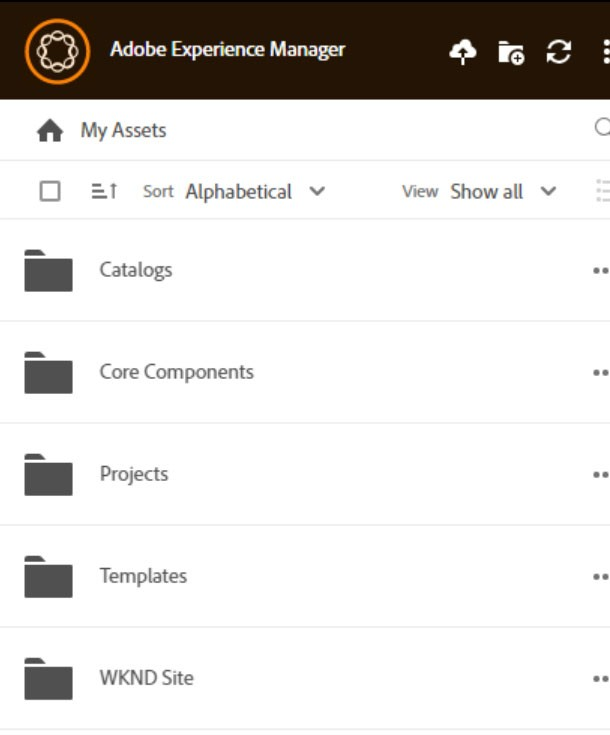 Adobe Experience Manager
My Assets
Sort Alphabetical View Show all
Catalogs
Core Components
Projects
Templates
WKND Site